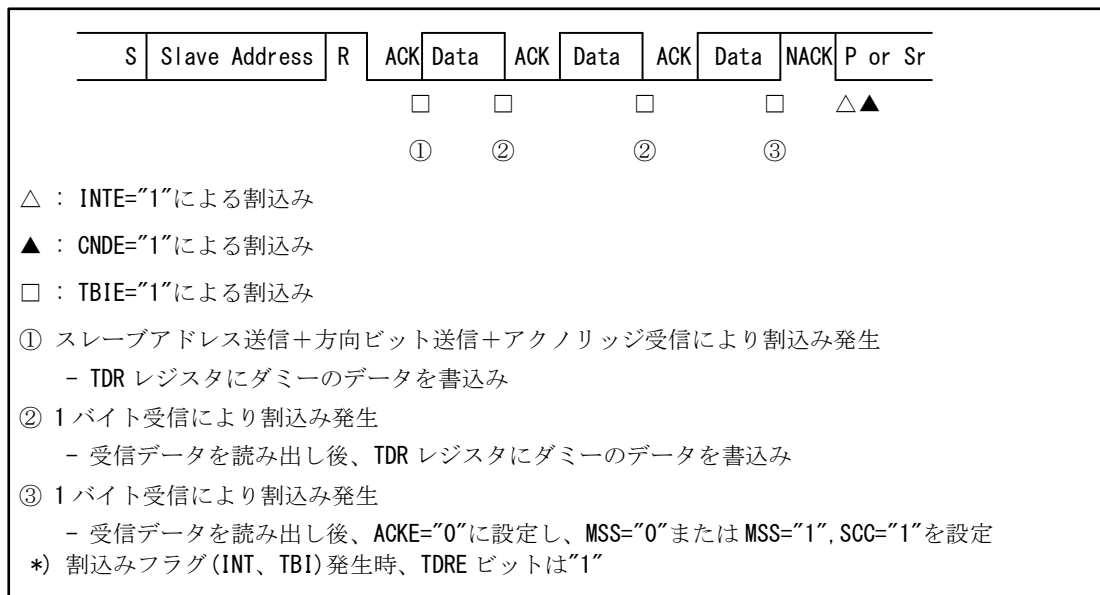 S Slave Address R ACK Data ACK Data ACK Data NACK P or Sr
□ □ □ □ △▲
① ② ② ③
△ : INTE="1"による割込み
▲ : CNDE="1"による割込み
□ : TBIE="1"による割込み
① スレーブアドレス送信+方向ビット送信+アクノリッジ受信により割込み発生
- TDR レジスタにダミーのデータを書込み
② 1 バイト受信により割込み発生
- 受信データを読み出し後、TDR レジスタにダミーのデータを書込み
③ 1 バイト受信により割込み発生
- 受信データを読み出し後、ACKE="0"に設定し、MSS="0"または MSS="1",SCC="1"を設定
*) 割込みフラグ(INT、TBI)発生時、TDRE ビットは"1"